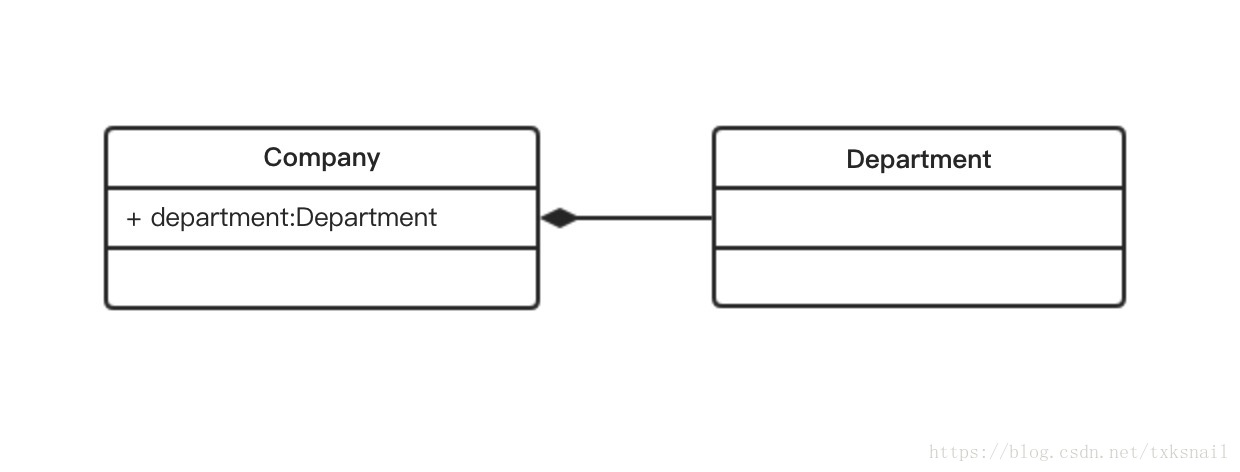 Company
Department
+ department:Department
https://blog.csdn.net/txksnail